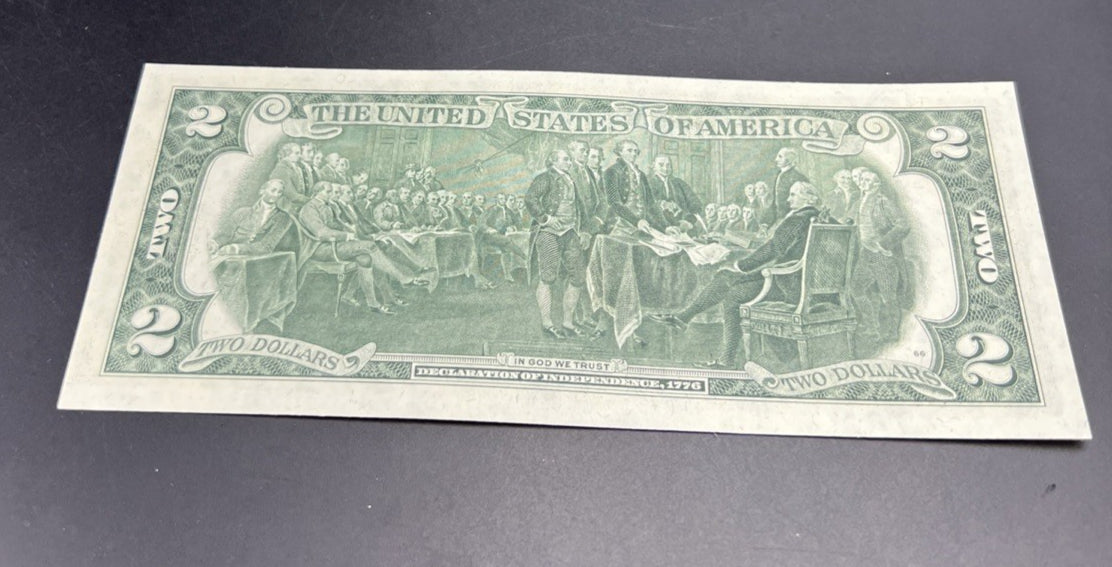 2 THE UNITED STATES OF AMERICA 2
TWO TWO
2 TWO DOLLARS IN GOD WE TRUST TWO DOLLARS 2
DECLARATION OF INDEPENDENCE, 1776